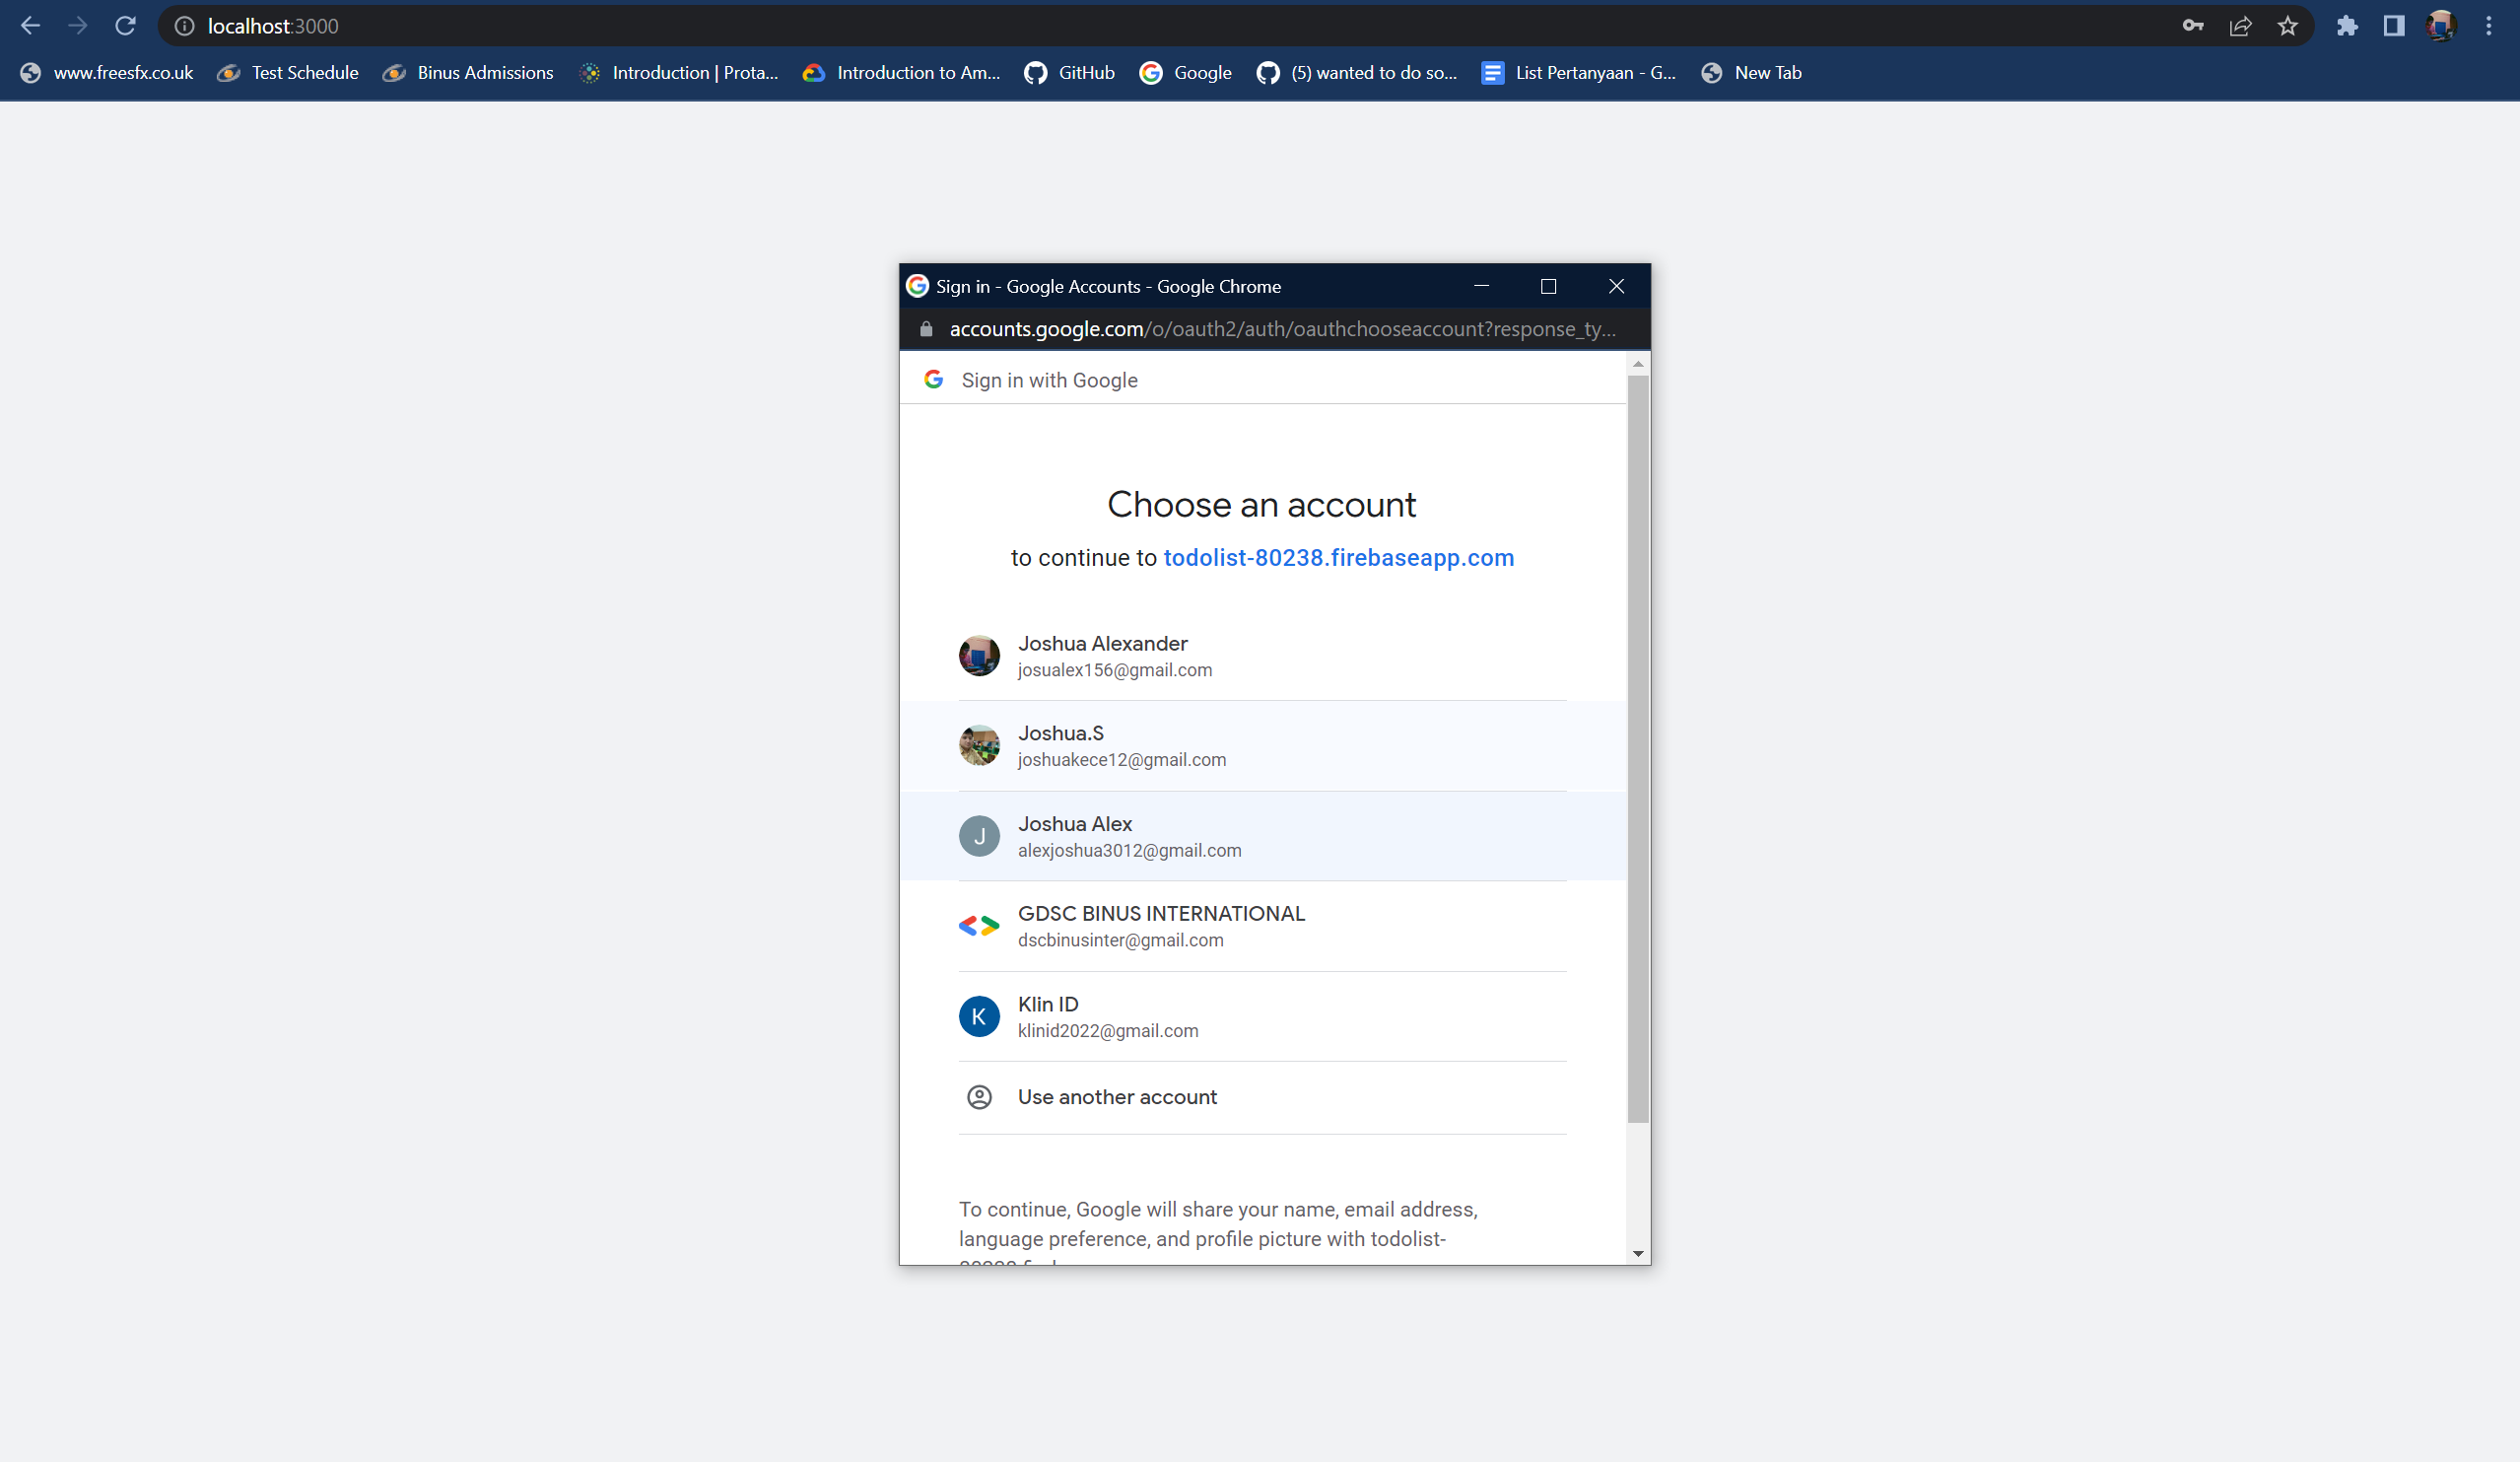 localhost:3000
www.freesfx.co.uk Test Schedule Binus Admissions Introduction | Prota... Introduction to Am... GitHub Google (5) wanted to do so... List Pertanyaan - G... New Tab
Sign in - Google Accounts - Google Chrome
accounts.google.com/o/oauth2/auth/oauthchooseaccount?response_ty...
Sign in with Google
Choose an account
to continue to todolist-80238.firebaseapp.com
Joshua Alexander
josualex156@gmail.com
Joshua.S
joshuakece12@gmail.com
J
Joshua Alex
alexjoshua3012@gmail.com
GDSC BINUS INTERNATIONAL
dscbinusinter@gmail.com
K
Klin ID
klinid2022@gmail.com
Use another account
To continue, Google will share your name, email address,
language preference, and profile picture with todolist-